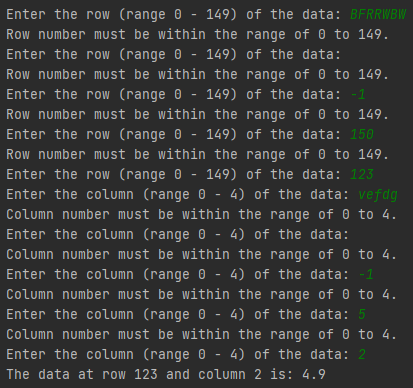 Enter the row (range 0 - 149) of the data: BFRRWBW
Row number must be within the range of 0 to 149.
Enter the row (range 0 - 149) of the data:
Row number must be within the range of 0 to 149.
Enter the row (range 0 - 149) of the data: -1
Row number must be within the range of 0 to 149.
Enter the row (range 0 - 149) of the data: 150
Row number must be within the range of 0 to 149.
Enter the row (range 0 - 149) of the data: 123
Enter the column (range 0 - 4) of the data: vefdg
Column number must be within the range of 0 to 4.
Enter the column (range 0 - 4) of the data:
Column number must be within the range of 0 to 4.
Enter the column (range 0 - 4) of the data: -1
Column number must be within the range of 0 to 4.
Enter the column (range 0 - 4) of the data: 5
Column number must be within the range of 0 to 4.
Enter the column (range 0 - 4) of the data: 2
The data at row 123 and column 2 is: 4.9